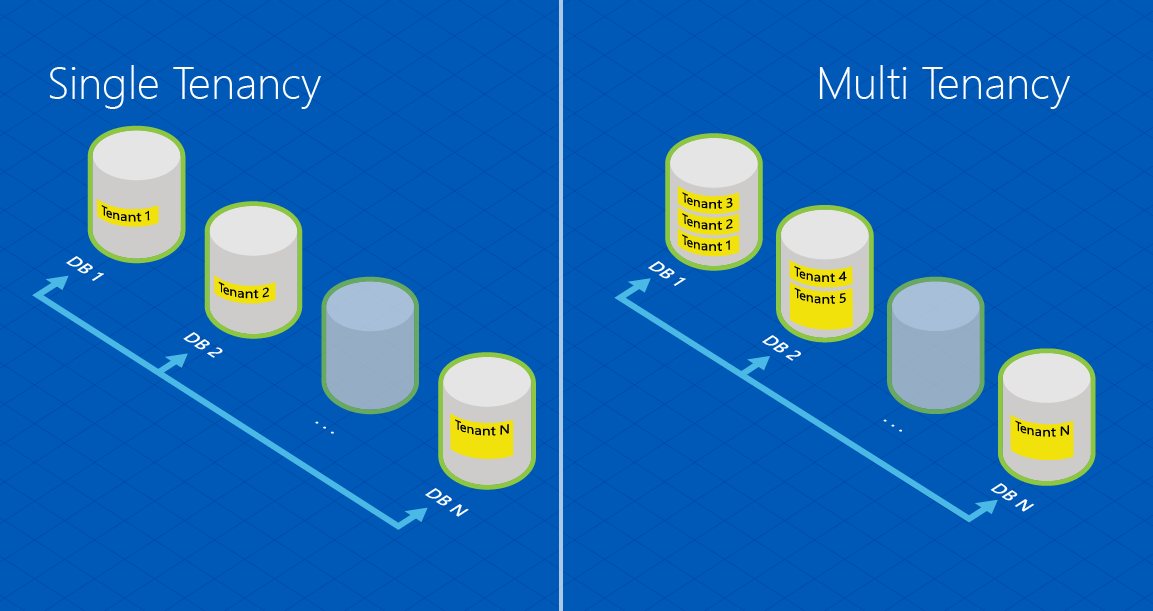 Single Tenancy
Tenant 1
DB 1
Tenant 2
DB 2
...
Tenant N
DB N
Multi Tenancy
Tenant 3
Tenant 2
Tenant 1
DB 1
Tenant 4
Tenant 5
DB 2
...
Tenant N
DB N